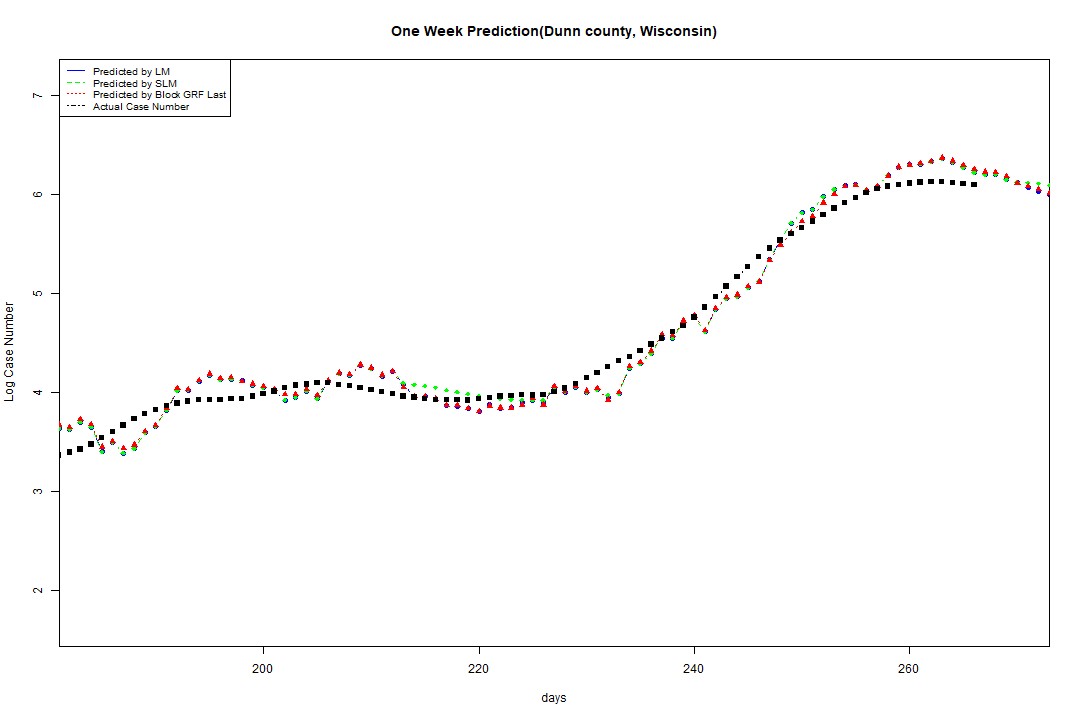 One Week Prediction(Dunn county, Wisconsin)
Predicted by LM
Predicted by SLM
Predicted by Block GRF Last
Actual Case Number
7
6
5
4
3
2
Log Case Number
200
220
240
260
days